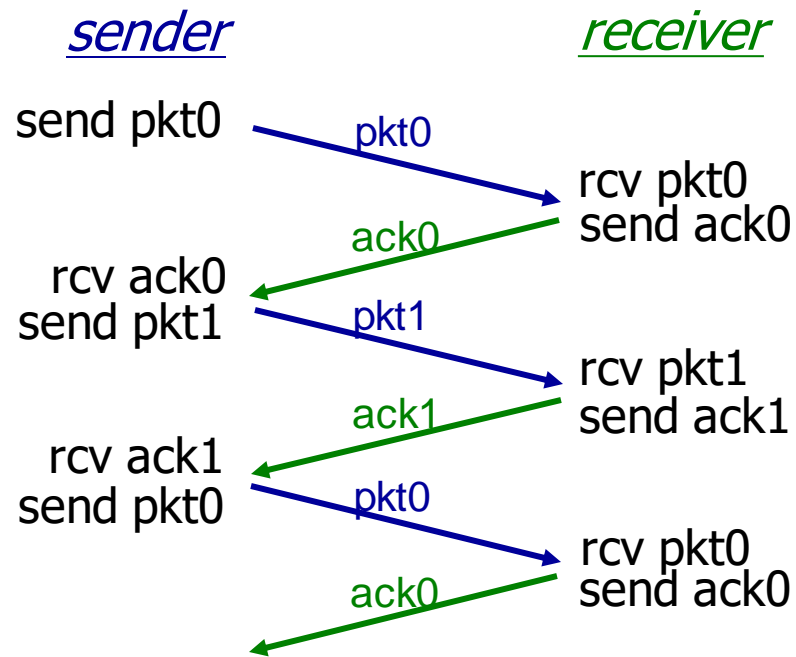 sender
receiver
send pkt0
pkt0
rcv pkt0
send ack0
ack0
rcv ack0
send pkt1
pkt1
rcv pkt1
send ack1
ack1
rcv ack1
send pkt0
pkt0
rcv pkt0
send ack0
ack0